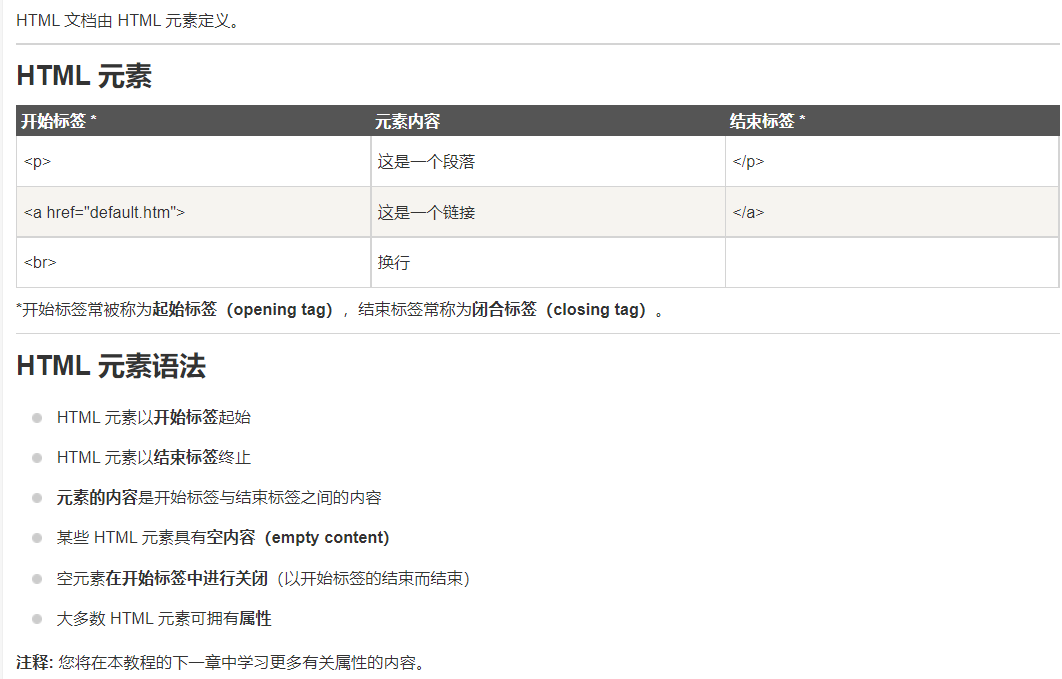 HTML 文档由 HTML 元素定义。
HTML 元素
开始标签 * 元素内容 结束标签 *
<p> 这是一个段落 </p>
<a href="default.htm"> 这是一个链接 </a>
<br> 换行
*开始标签常被称为起始标签（opening tag），结束标签常称为闭合标签（closing tag）。
HTML 元素语法
HTML 元素以开始标签起始
HTML 元素以结束标签终止
元素的内容是开始标签与结束标签之间的内容
某些 HTML 元素具有空内容（empty content）
空元素在开始标签中进行关闭（以开始标签的结束而结束）
大多数 HTML 元素可拥有属性
注释: 您将在本教程的下一章中学习更多有关属性的内容。